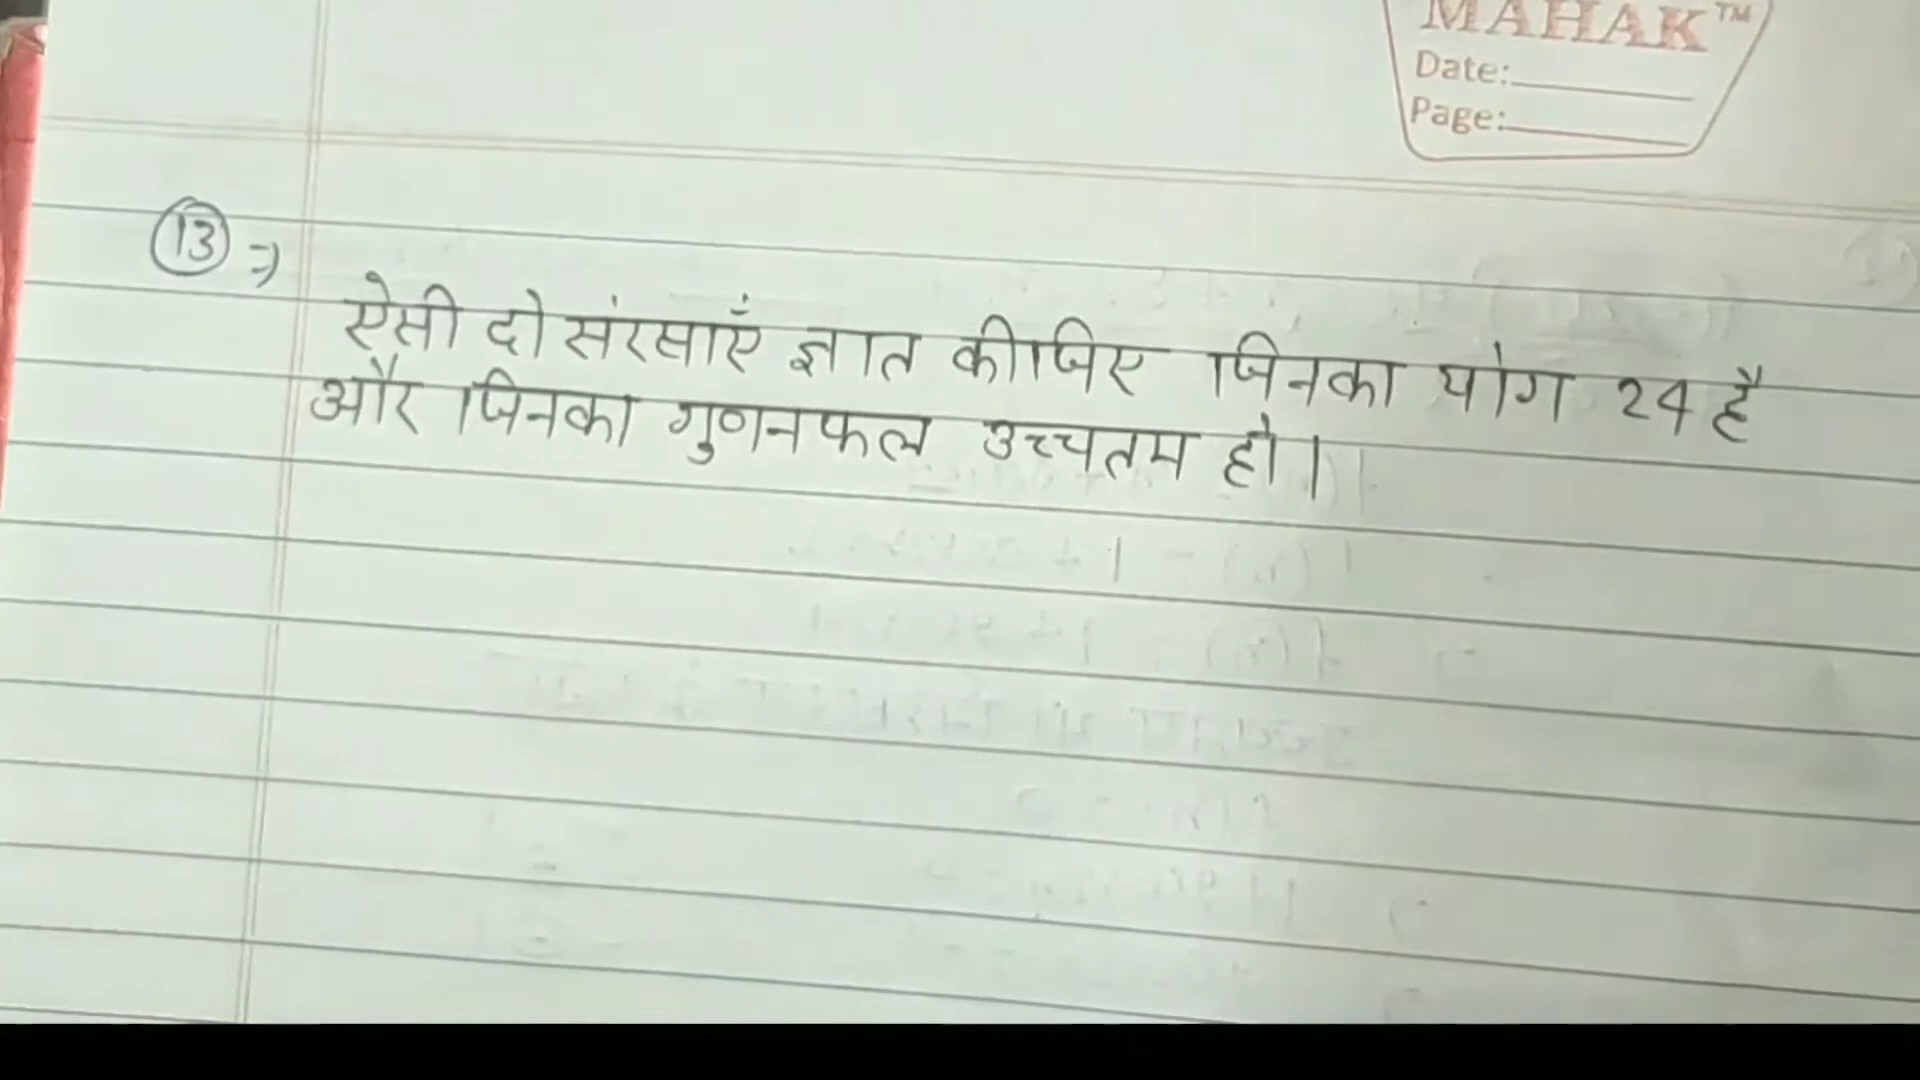 MAHAK™
Date:
Page:
13 =)
ऐसी दो संख्याएँ ज्ञात कीजिए जिनका योग 24 है
और जिनका गुणनफल उच्चतम हो।